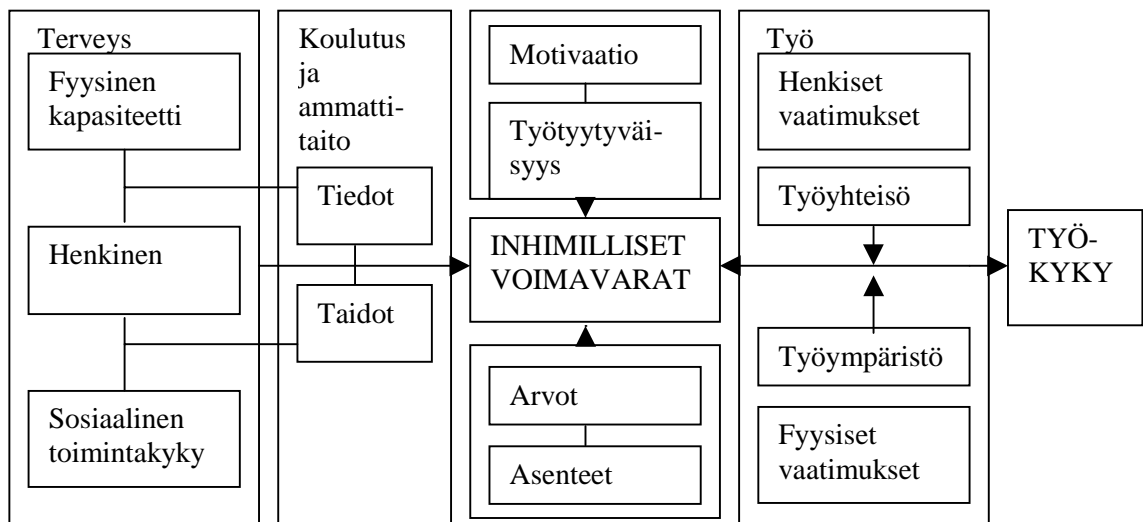 Terveys
Fyysinen
kapasiteetti
Henkinen
Sosiaalinen
toimintakyky
Koulutus
ja
ammatti-
taito
Tiedot
Taidot
Motivaatio
Työtyytyväi-
syys
INHIMILLISET
VOIMAVARAT
Arvot
Asenteet
Työ
Henkiset
vaatimukset
Työyhteisö
Työympäristö
Fyysiset
vaatimukset
TYÖ-
KYKY